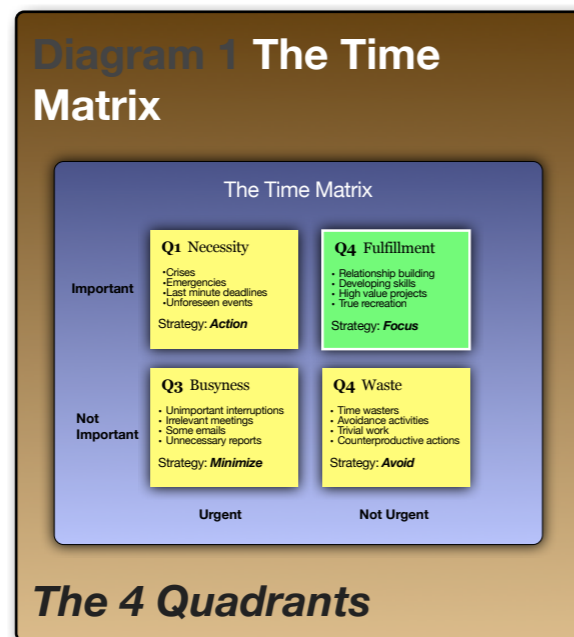 Diagram 1 The Time
Matrix
The Time Matrix
Important
Q1 Necessity
•Crises
•Emergencies
•Last minute deadlines
•Unforeseen events
Strategy: Action
Q4 Fulfillment
• Relationship building
• Developing skills
• High value projects
• True recreation
Strategy: Focus
Not
Important
Q3 Busyness
• Unimportant interruptions
• Irrelevant meetings
• Some emails
• Unnecessary reports
Strategy: Minimize
Q4 Waste
• Time wasters
• Avoidance activities
• Trivial work
• Counterproductive actions
Strategy: Avoid
Urgent
Not Urgent
The 4 Quadrants